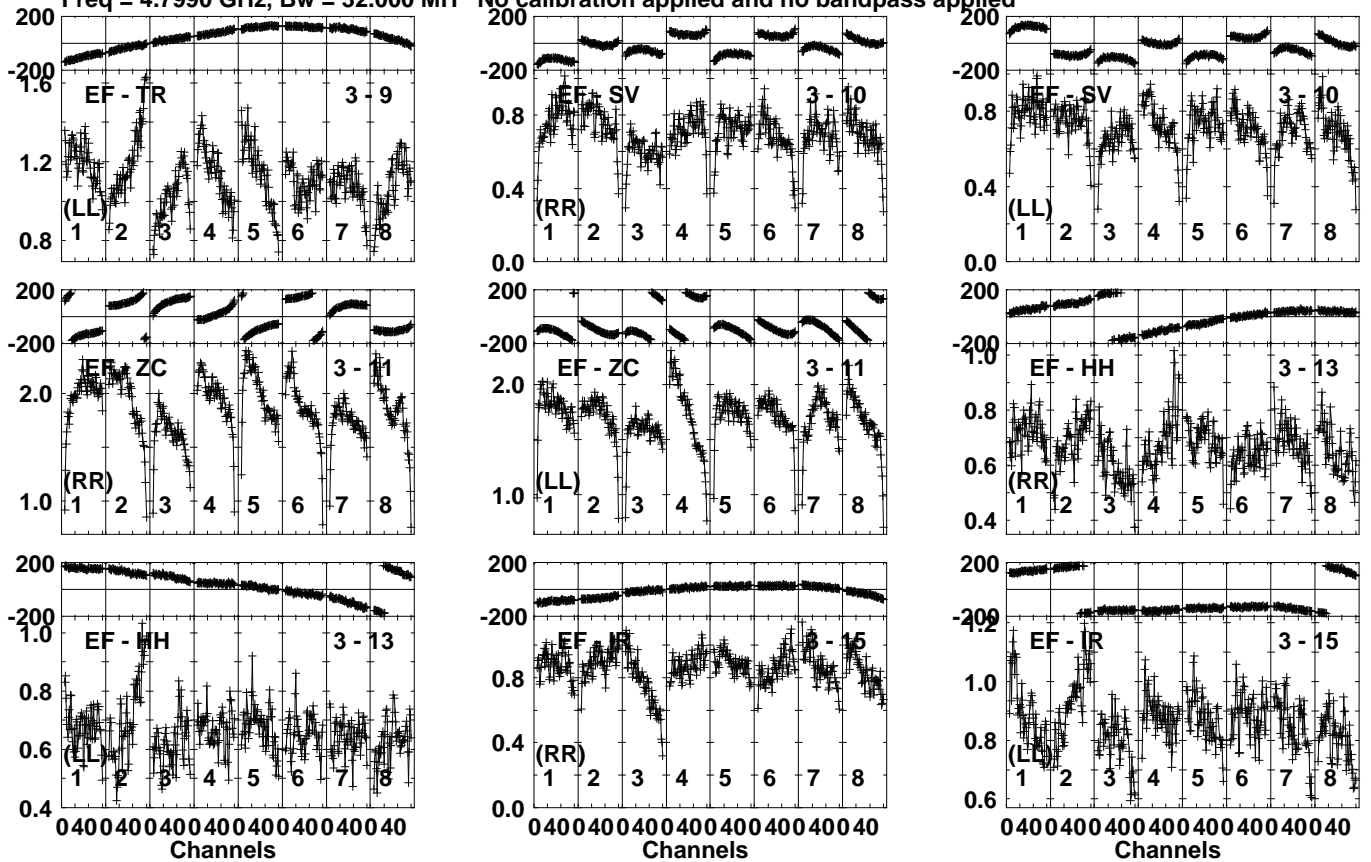 Freq = 4.7990 GHz, Bw = 32.000 MH No calibration applied and no bandpass applied
200
-200
1.6
1.2
0.8
EF - TR 3 - 9
(LL)
1 2 3 4 5 6 7 8
200
-200
0.8
0.4
0.0
EF - SV 3 - 10
(RR)
1 2 3 4 5 6 7 8
200
-200
0.8
0.4
0.0
EF - SV 3 - 10
(LL)
1 2 3 4 5 6 7 8
200
-200
2.0
1.0
EF - ZC 3 - 11
(RR)
1 2 3 4 5 6 7 8
200
-200
2.0
1.0
EF - ZC 3 - 11
(LL)
1 2 3 4 5 6 7 8
200
-200
1.0
0.8
0.6
0.4
EF - HH 3 - 13
(RR)
1 2 3 4 5 6 7 8
200
-200
1.0
0.8
0.6
0.4
EF - HH 3 - 13
(LL)
1 2 3 4 5 6 7 8
0 40 0 40 0 40 0 40 0 40 0 40 0 40 0 40
Channels
200
-200
0.8
0.4
0.0
EF - IR 3 - 15
(RR)
1 2 3 4 5 6 7 8
0 40 0 40 0 40 0 40 0 40 0 40 0 40 0 40
Channels
200
-200
1.2
1.0
0.8
0.6
EF - IR 3 - 15
(LL)
1 2 3 4 5 6 7 8
0 40 0 40 0 40 0 40 0 40 0 40 0 40 0 40
Channels